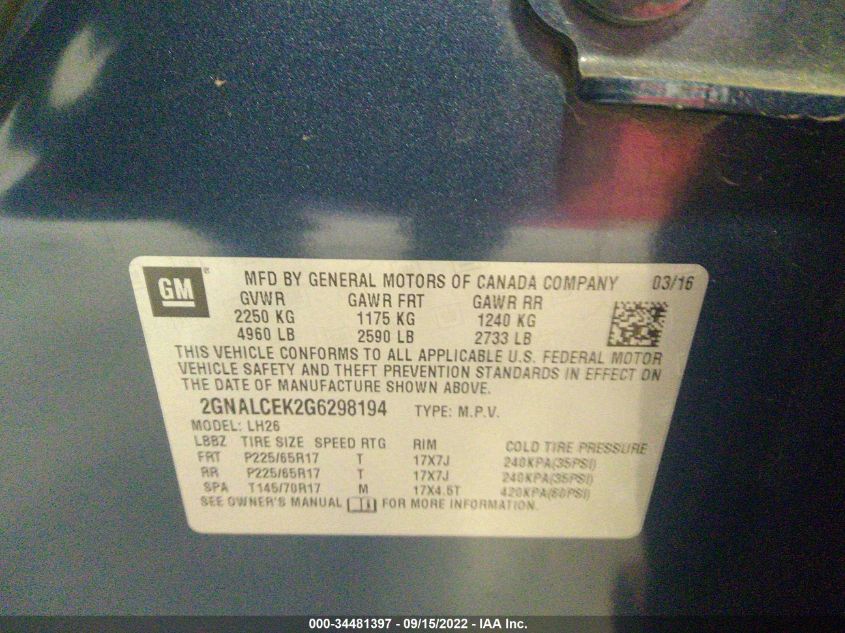 GM ®
MFD BY GENERAL MOTORS OF CANADA COMPANY 03/16
GVWR GAWR FRT GAWR RR
2250 KG 1175 KG 1240 KG
4960 LB 2590 LB 2733 LB
THIS VEHICLE CONFORMS TO ALL APPLICABLE U.S. FEDERAL MOTOR
VEHICLE SAFETY AND THEFT PREVENTION STANDARDS IN EFFECT ON
THE DATE OF MANUFACTURE SHOWN ABOVE.
2GNALCEK2G6298194 TYPE: M.P.V.
MODEL: LH26
LBBZ TIRE SIZE SPEED RTG RIM COLD TIRE PRESSURE
FRT P225/65R17 T 17X7J 240KPA(35PSI)
RR P225/65R17 T 17X7J 240KPA(35PSI)
SPA T145/70R17 M 17X4.5T 420KPA(60PSI)
SEE OWNER'S MANUAL FOR MORE INFORMATION.
000-34481397 - 09/15/2022 - IAA Inc.